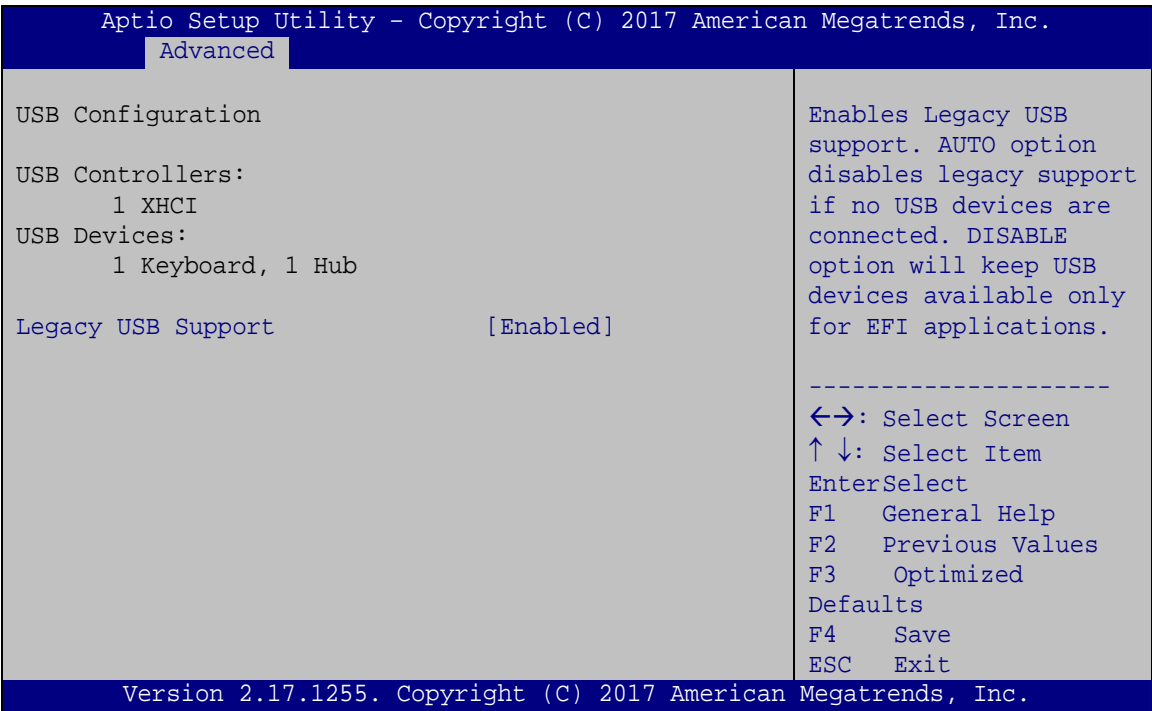 Aptio Setup Utility – Copyright (C) 2017 American Megatrends, Inc.
Advanced
USB Configuration
USB Controllers:
1 XHCI
USB Devices:
1 Keyboard, 1 Hub
Legacy USB Support [Enabled]
Enables Legacy USB
support. AUTO option
disables legacy support
if no USB devices are
connected. DISABLE
option will keep USB
devices available only
for EFI applications.
---------------------
←→: Select Screen
↑ ↓: Select Item
EnterSelect
F1 General Help
F2 Previous Values
F3 Optimized
Defaults
F4 Save
ESC Exit
Version 2.17.1255. Copyright (C) 2017 American Megatrends, Inc.